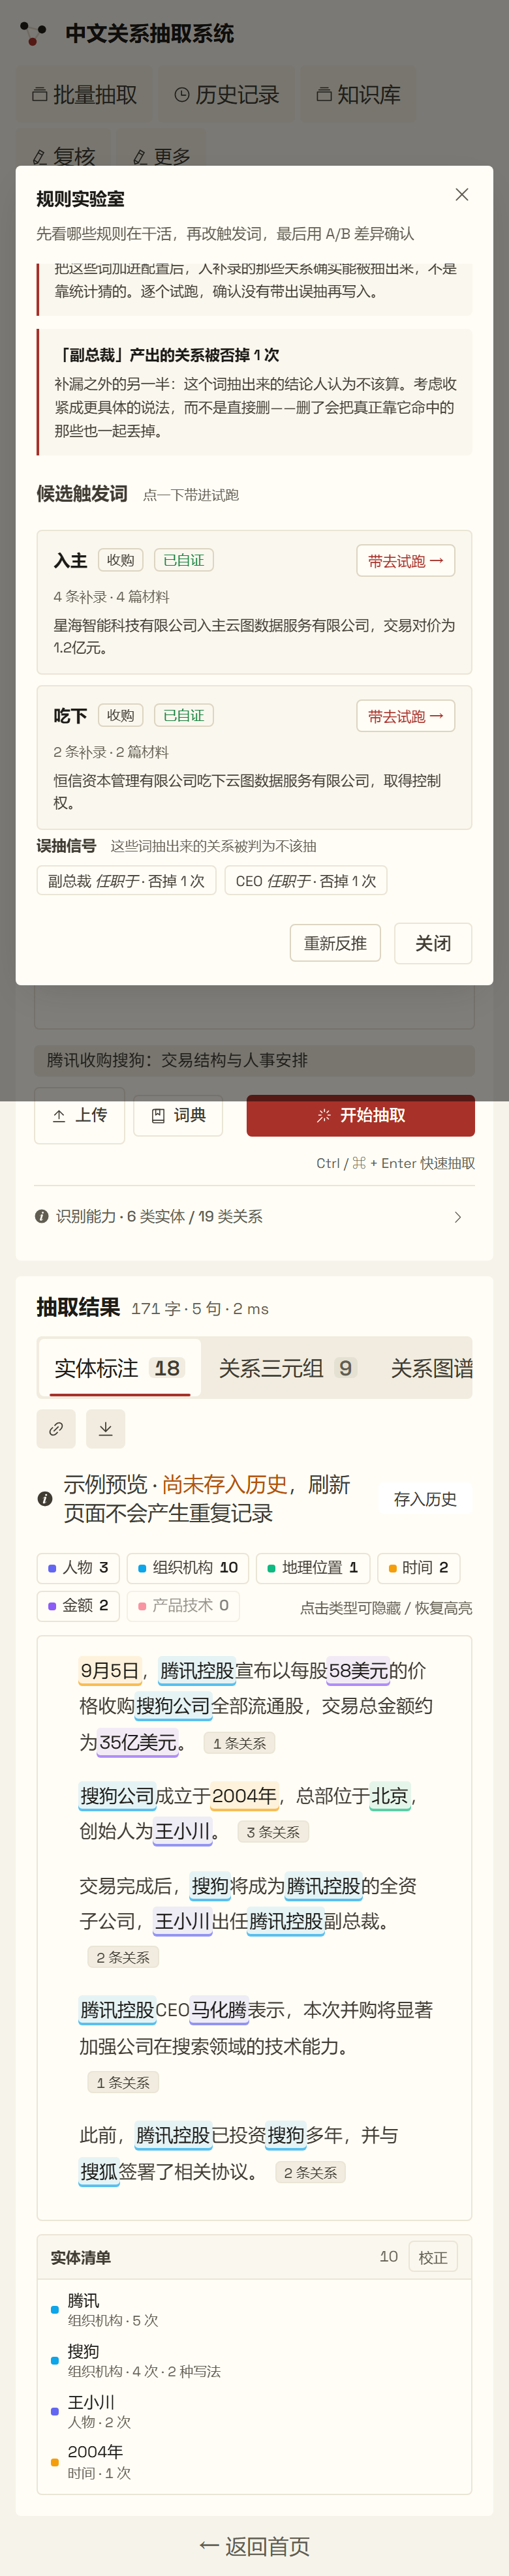 中文关系抽取系统
批量抽取
历史记录
知识库
复核
更多
规则实验室
先看哪些规则在干活，再改触发词，最后用 A/B 差异确认
把这些词加进配置后，人补录的那些关系确实能被抽出来，不是
靠统计猜的。逐个试跑，确认没有带出误抽再写入。
「副总裁」产出的关系被否掉 1 次
补漏之外的另一半：这个词抽出来的结论人认为不该算。考虑收
紧成更具体的说法，而不是直接删——删了会把真正靠它命中的
那些也一起丢掉。
候选触发词 点一下带进试跑
入主 收购 已自证 带去试跑 →
4 条补录 · 4 篇材料
星海智能科技有限公司入主云图数据服务有限公司，交易对价为
1.2亿元。
吃下 收购 已自证 带去试跑 →
2 条补录 · 2 篇材料
恒信资本管理有限公司吃下云图数据服务有限公司，取得控制
权。
误抽信号 这些词抽出来的关系被判为不该抽
副总裁 任职于 · 否掉 1 次 CEO 任职于 · 否掉 1 次
重新反推 关闭
腾讯收购搜狗：交易结构与人事安排
上传 词典 开始抽取
Ctrl / ⌘ + Enter 快速抽取
识别能力 · 6 类实体 / 19 类关系
抽取结果 171 字 · 5 句 · 2 ms
实体标注 18 关系三元组 9 关系图谱
示例预览 · 尚未存入历史，刷新
页面不会产生重复记录
存入历史
人物 3 组织机构 10 地理位置 1 时间 2
金额 2 产品技术 0 点击类型可隐藏 / 恢复高亮
9月5日，腾讯控股宣布以每股58美元的价
格收购搜狗公司全部流通股，交易总金额约
为35亿美元。 1 条关系
搜狗公司成立于2004年，总部位于北京，
创始人为王小川。 3 条关系
交易完成后，搜狗将成为腾讯控股的全资
子公司，王小川出任腾讯控股副总裁。
2 条关系
腾讯控股CEO马化腾表示，本次并购将显著
加强公司在搜索领域的技术能力。
1 条关系
此前，腾讯控股已投资搜狗多年，并与
搜狐签署了相关协议。 2 条关系
实体清单 10 校正
腾讯
组织机构 · 5 次
搜狗
组织机构 · 4 次 · 2 种写法
王小川
人物 · 2 次
2004年
时间 · 1 次
← 返回首页